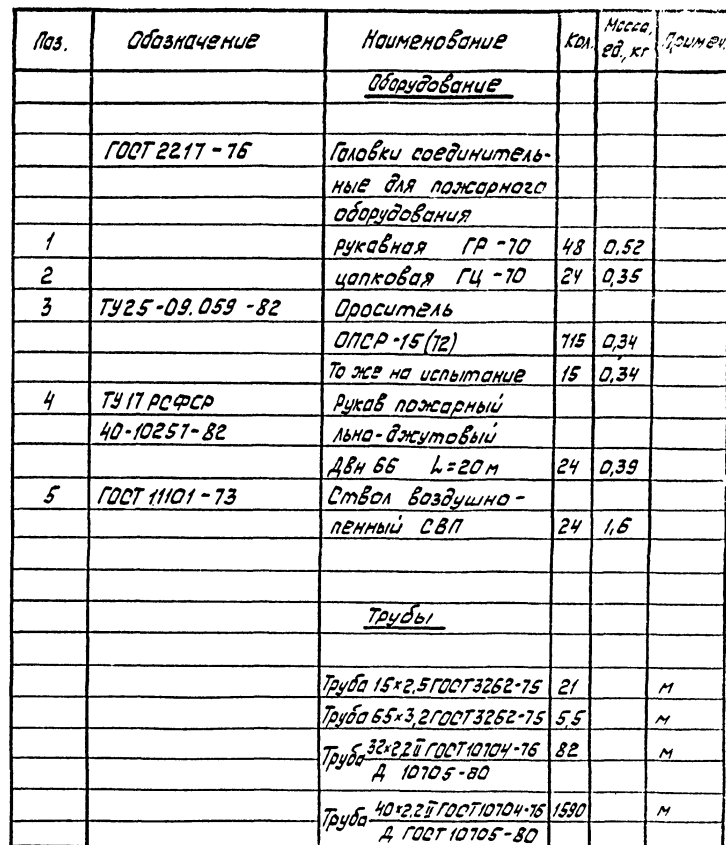 Поз. Обозначение Наименование Кол. Масса, ед., кг Примеч.
Оборудование
ГОСТ 2217-76 Головки соединитель-
ные для пожарного
оборудования
1 рукавная ГР-70 48 0,52
2 цапковая ГЦ-70 24 0,35
3 ТУ25-09.059-82 Ороситель
ОПСР-15(72) 715 0,34
То же на испытание 15 0,34
4 ТУ 17 РСФСР Рукав пожарный
40-10257-82 льно-джутовый
ДВн 66 L=20м 24 0,39
5 ГОСТ 11101-73 Ствол воздушно-
пенный СВП 24 1,6
Трубы
Труба 15×2,5 ГОСТ 3262-75 21 м
Труба 65×3,2 ГОСТ 3262-75 5,5 м
Труба 32×2,2 II ГОСТ 10704-76 82 м
Д 10705-80
Труба 40×2.2 II ГОСТ 10704-76 1590 м
Д ГОСТ 10705-80